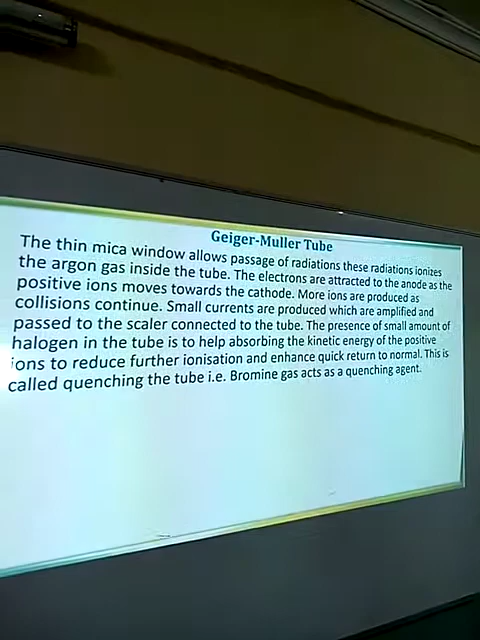 Geiger-Muller Tube
The thin mica window allows passage of radiations these radiations ionizes
the argon gas inside the tube. The electrons are attracted to the anode as the
positive ions moves towards the cathode. More ions are produced as
collisions continue. Small currents are produced which are amplified and
passed to the scaler connected to the tube. The presence of small amount of
halogen in the tube is to help absorbing the kinetic energy of the positive
ions to reduce further ionisation and enhance quick return to normal. This is
called quenching the tube i.e. Bromine gas acts as a quenching agent.